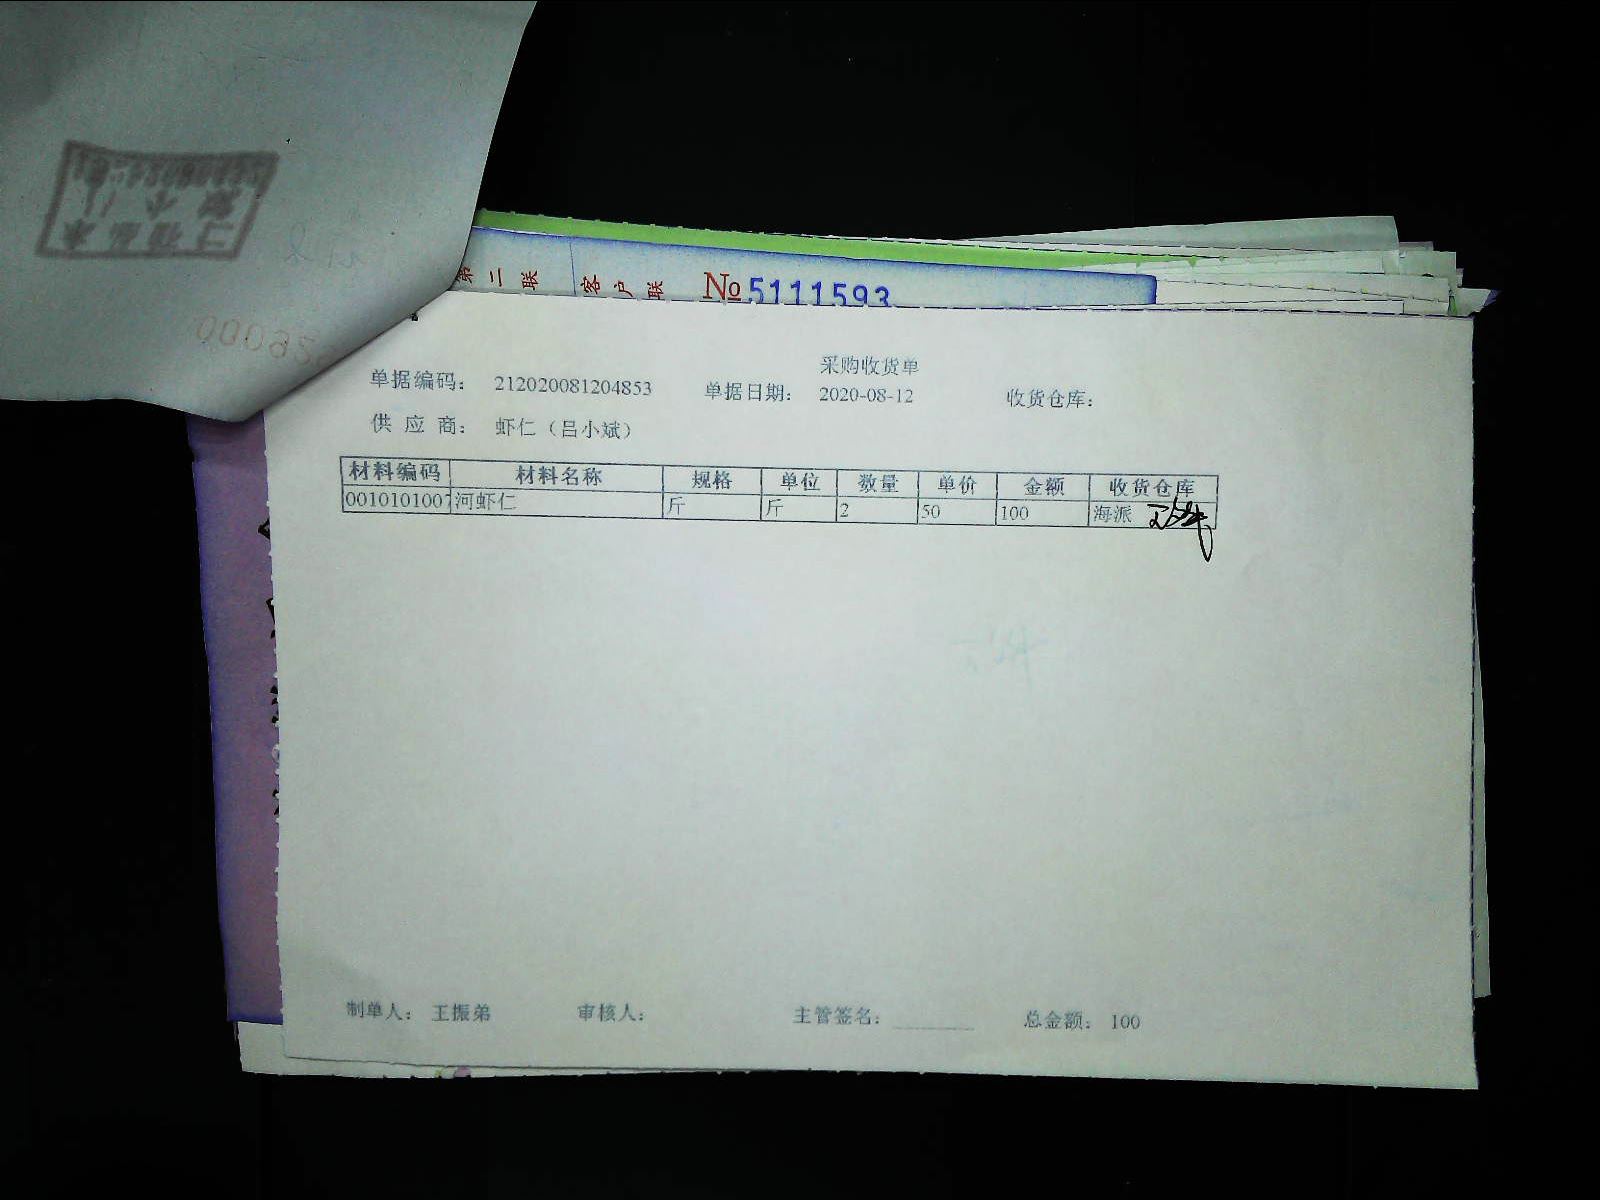 第二联 客户联 №5111593
采购收货单
单据编码： 212020081204853 单据日期： 2020-08-12 收货仓库：
供应商： 虾仁（吕小斌）
材料编码 材料名称 规格 单位 数量 单价 金额 收货仓库
0010101007 河虾仁 斤 斤 2 50 100 海派
制单人： 王振弟 审核人： 主管签名： 总金额： 100